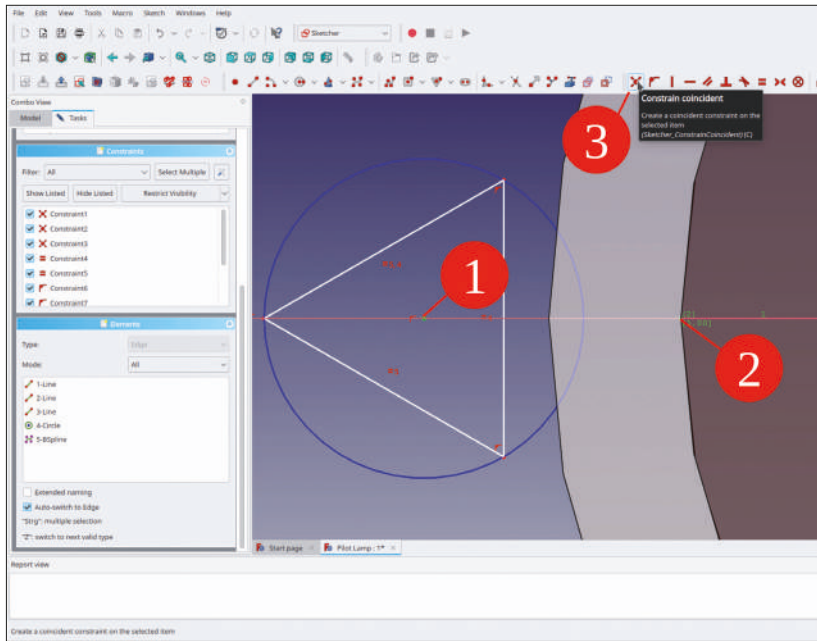 File Edit View Tools Macro Sketch Windows Help
Sketcher
Combo View
Model Tasks
Constraints
Filter: All Select Multiple
Show Listed Hide Listed Restrict Visibility
Constraint1
Constraint2
Constraint3
Constraint4
Constraint5
Constraint6
Constraint7
Elements
Type: Edge
Mode: All
1-Line
2-Line
3-Line
4-Circle
5-BSpline
Extended naming
Auto-switch to Edge
"Strg": multiple selection
"Z": switch to next valid type
Constrain coincident
Create a coincident constraint on the
selected item
(Sketcher_ConstrainCoincident) (C)
3
1
2
Start page Pilot Lamp : 1*
Report view
Create a coincident constraint on the selected item